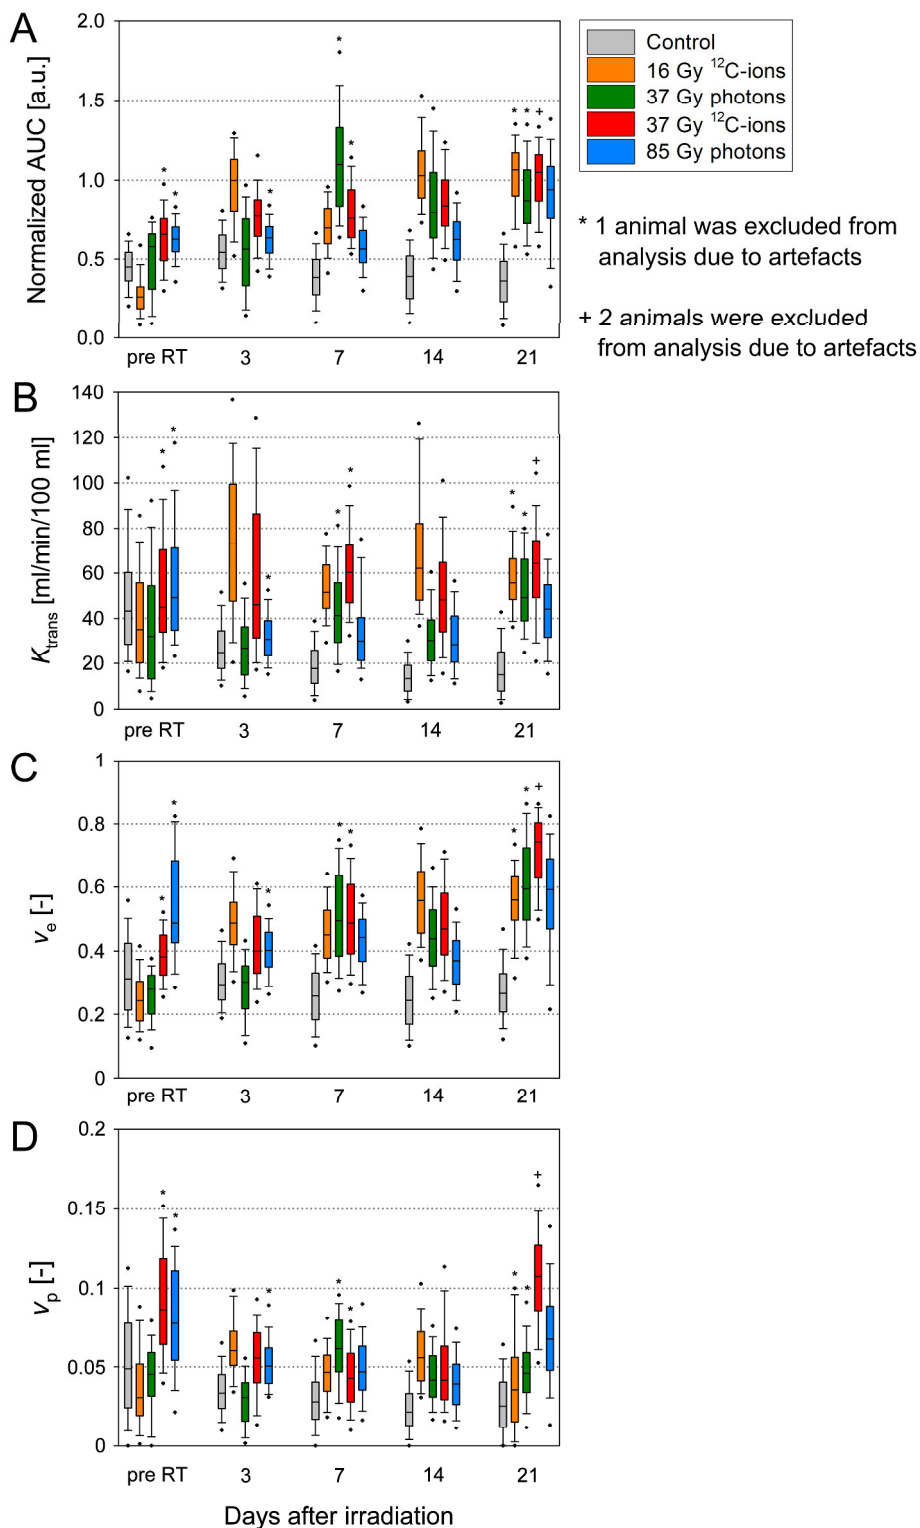 A
Normalized AUC [a.u.]
2.0
1.5
1.0
0.5
0.0
pre RT 3 7 14 21
Control
16 Gy ¹²C-ions
37 Gy photons
37 Gy ¹²C-ions
85 Gy photons
* 1 animal was excluded from
analysis due to artefacts
+ 2 animals were excluded
from analysis due to artefacts
B
Ktrans [ml/min/100 ml]
140
120
100
80
60
40
20
0
pre RT 3 7 14 21
C
ve [-]
1
0.8
0.6
0.4
0.2
0
pre RT 3 7 14 21
D
vp [-]
0.2
0.15
0.1
0.05
0
pre RT 3 7 14 21
Days after irradiation